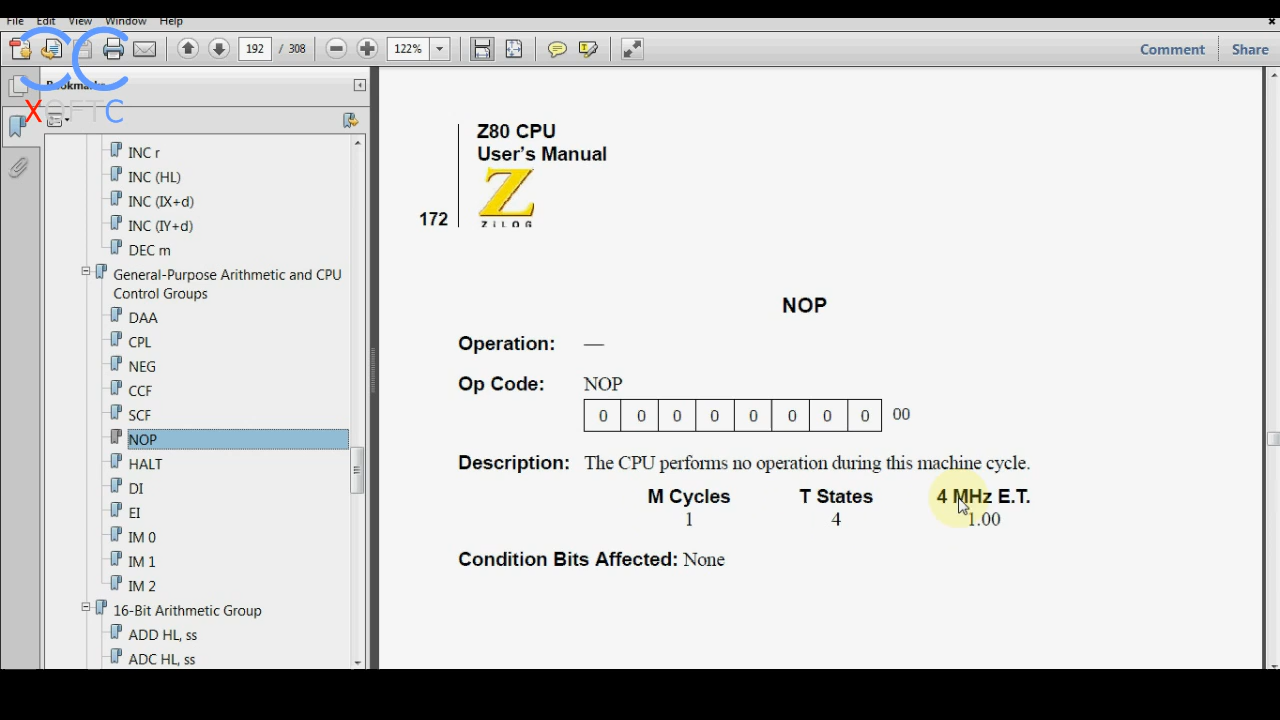 File Edit View Window Help
192 / 308
122%
Comment
Share
Bookmarks
XOFTC
INC r
INC (HL)
INC (IX+d)
INC (IY+d)
DEC m
General-Purpose Arithmetic and CPU
Control Groups
DAA
CPL
NEG
CCF
SCF
NOP
HALT
DI
EI
IM 0
IM 1
IM 2
16-Bit Arithmetic Group
ADD HL, ss
ADC HL, ss
Z80 CPU
User's Manual
ZiLOG
172
NOP
Operation: —
Op Code: NOP
0 0 0 0 0 0 0 0 00
Description: The CPU performs no operation during this machine cycle.
M Cycles T States 4 MHz E.T.
1 4 1.00
Condition Bits Affected: None